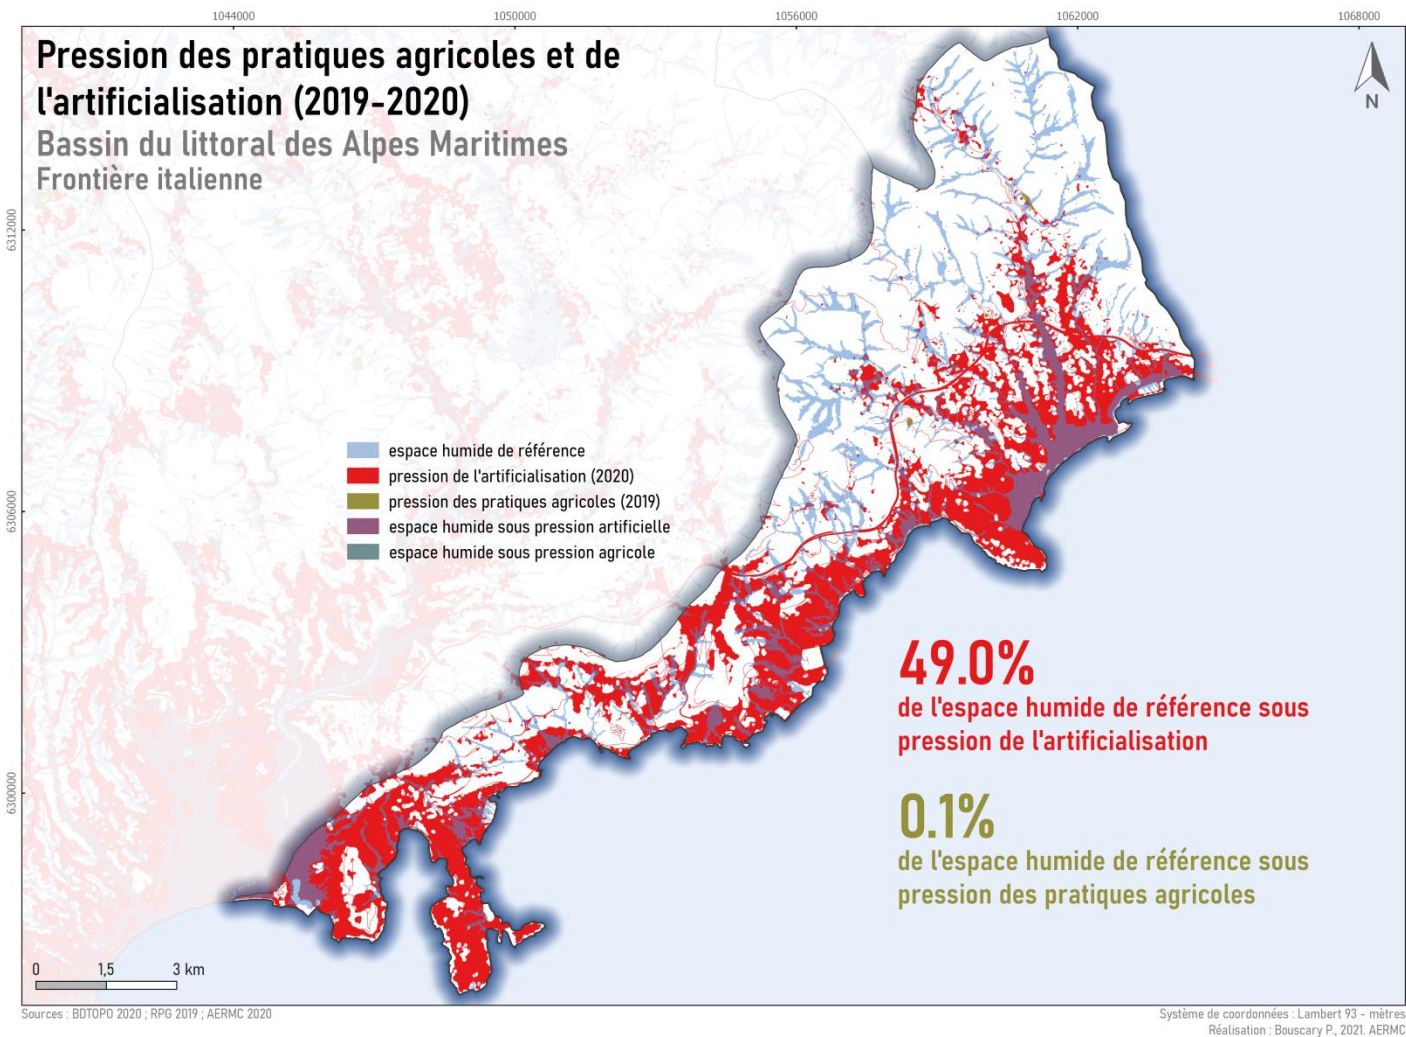 1044000
1050000
1056000
1062000
1068000
Pression des pratiques agricoles et de
l'artificialisation (2019-2020)
Bassin du littoral des Alpes Maritimes
Frontière italienne
N
6312000
6306000
6300000
espace humide de référence
pression de l'artificialisation (2020)
pression des pratiques agricoles (2019)
espace humide sous pression artificielle
espace humide sous pression agricole
49.0%
de l'espace humide de référence sous
pression de l'artificialisation
0.1%
de l'espace humide de référence sous
pression des pratiques agricoles
0 1,5 3 km
Sources : BDTOPO 2020 ; RPG 2019 ; AERMC 2020
Système de coordonnées : Lambert 93 - mètres
Réalisation : Bouscary P., 2021. AERMC